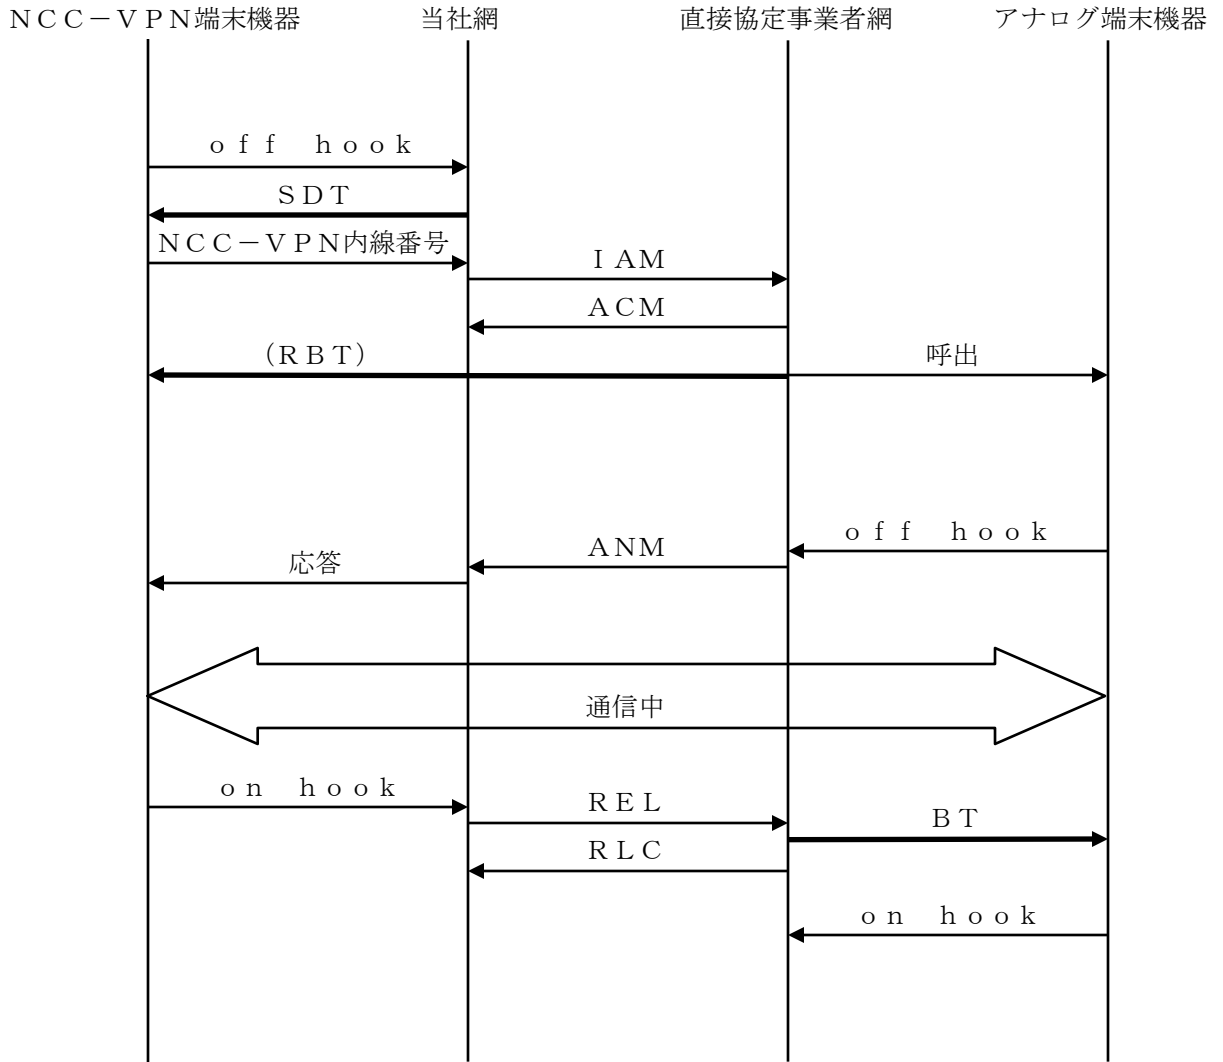 ＮＣＣ－ＶＰＮ端末機器
当社網
直接協定事業者網
アナログ端末機器
ｏｆｆ　ｈｏｏｋ
ＳＤＴ
ＮＣＣ－ＶＰＮ内線番号
ＩＡＭ
ＡＣＭ
（ＲＢＴ）
呼出
ｏｆｆ　ｈｏｏｋ
ＡＮＭ
応答
通信中
ｏｎ　ｈｏｏｋ
ＲＥＬ
ＢＴ
ＲＬＣ
ｏｎ　ｈｏｏｋ